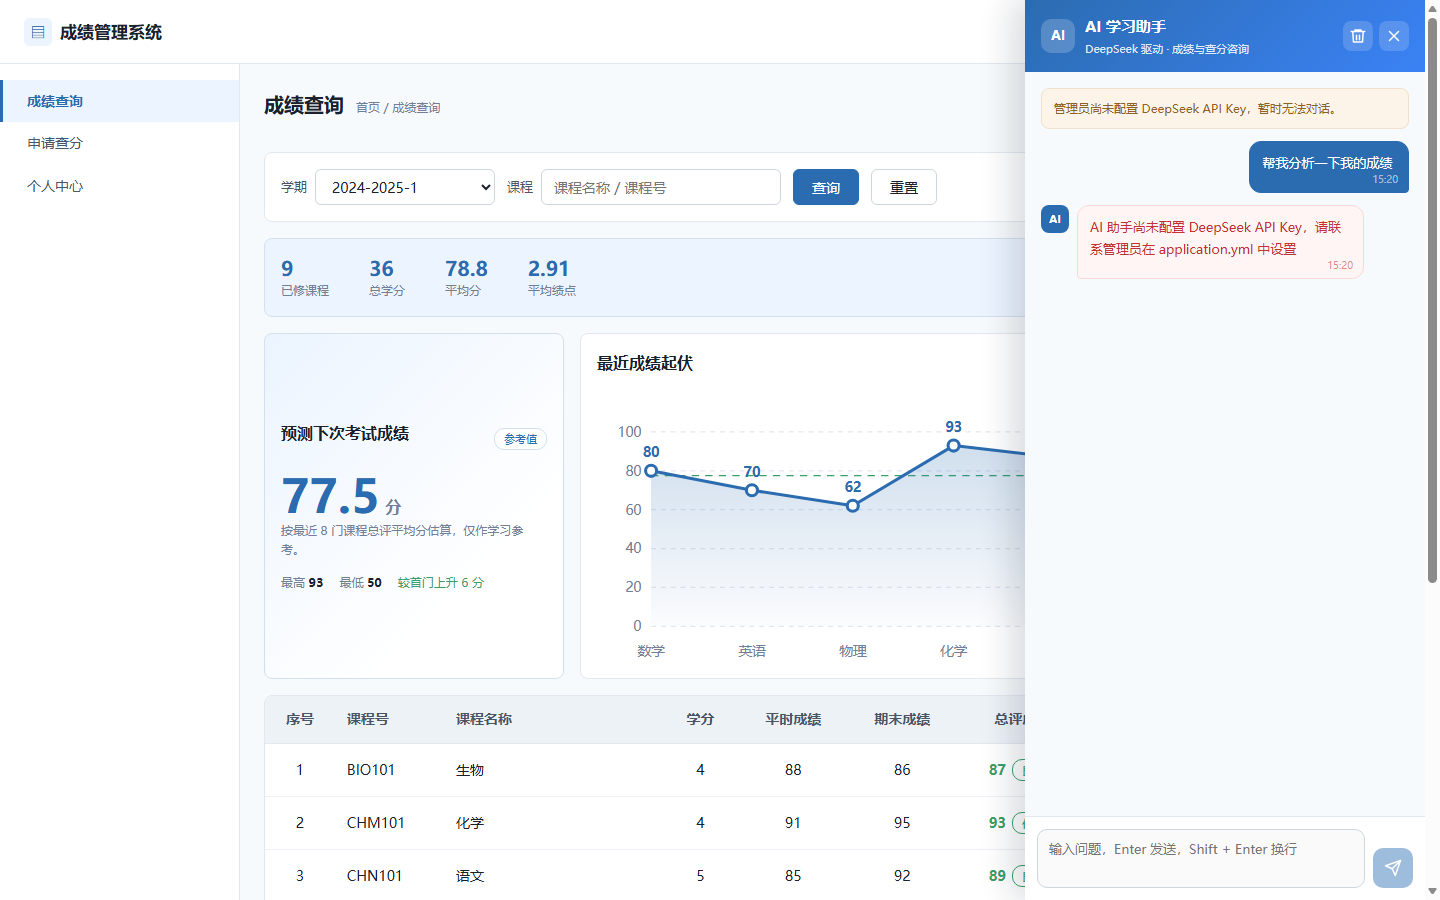 成绩管理系统
成绩查询
申请查分
个人中心
成绩查询 首页 / 成绩查询
学期 2024-2025-1 课程 课程名称 / 课程号 查询 重置
9 36 78.8 2.91
已修课程 总学分 平均分 平均绩点
预测下次考试成绩 参考值
77.5 分
按最近 8 门课程总评平均分估算，仅作学习参
考。
最高 93 最低 50 较首门上升 6 分
最近成绩起伏
100
80
60
40
20
0
80 70 62 93
数学 英语 物理 化学
序号 课程号 课程名称 学分 平时成绩 期末成绩 总评
1 BIO101 生物 4 88 86 87
2 CHM101 化学 4 91 95 93
3 CHN101 语文 5 85 92 89
AI
AI 学习助手
DeepSeek 驱动 · 成绩与查分咨询
管理员尚未配置 DeepSeek API Key，暂时无法对话。
帮我分析一下我的成绩
15:20
AI
AI 助手尚未配置 DeepSeek API Key，请联
系管理员在 application.yml 中设置
15:20
输入问题，Enter 发送，Shift + Enter 换行